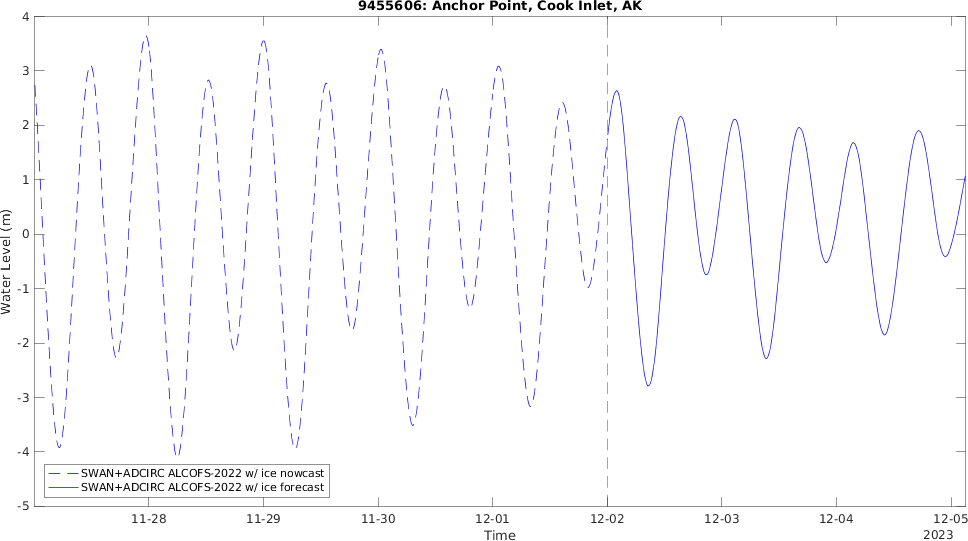 9455606: Anchor Point, Cook Inlet, AK
4
3
2
1
0
-1
-2
-3
-4
-5
Water Level (m)
SWAN+ADCIRC ALCOFS-2022 w/ ice nowcast
SWAN+ADCIRC ALCOFS-2022 w/ ice forecast
11-28 11-29 11-30 12-01 12-02 12-03 12-04 12-05
Time 2023